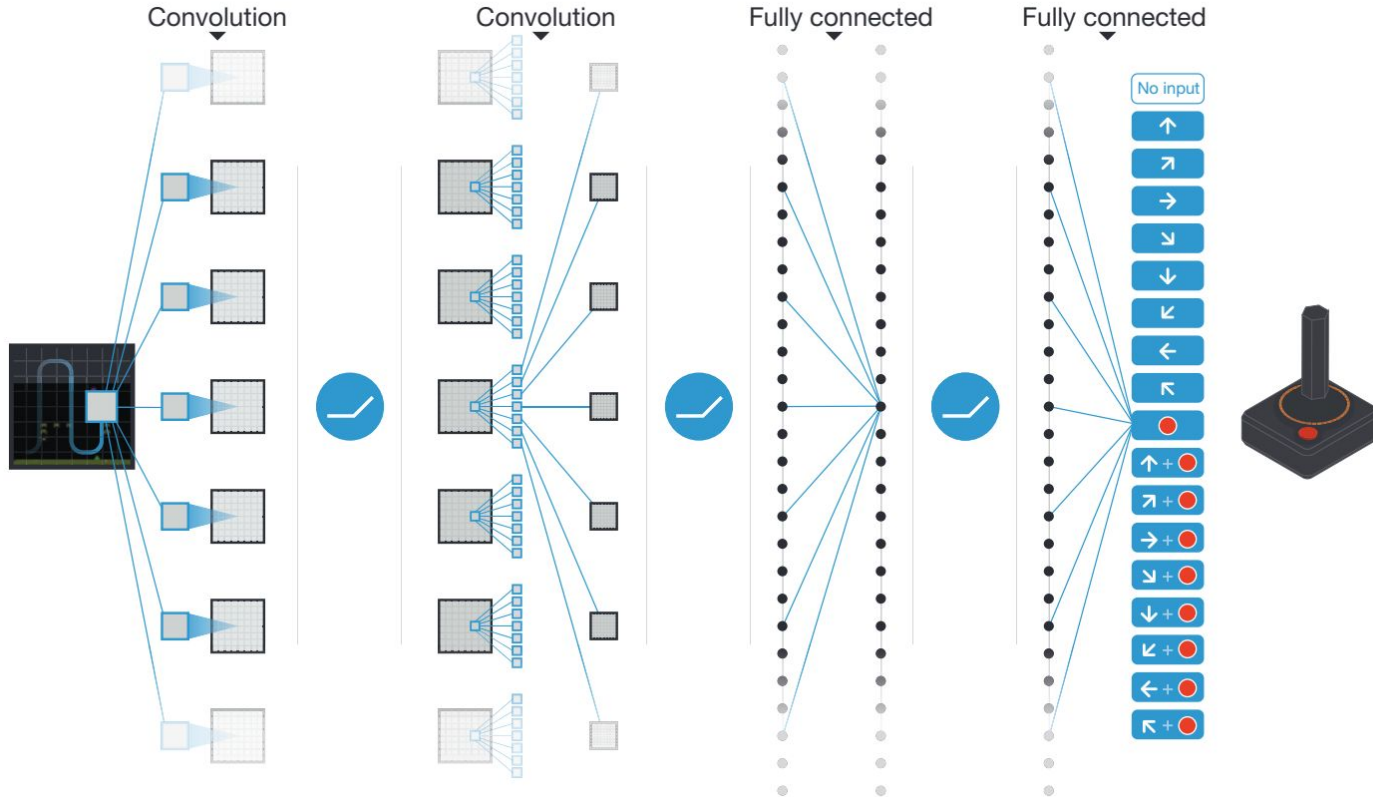 Convolution
Convolution
Fully connected
Fully connected
No input
+
+
+
+
+
+
+
+